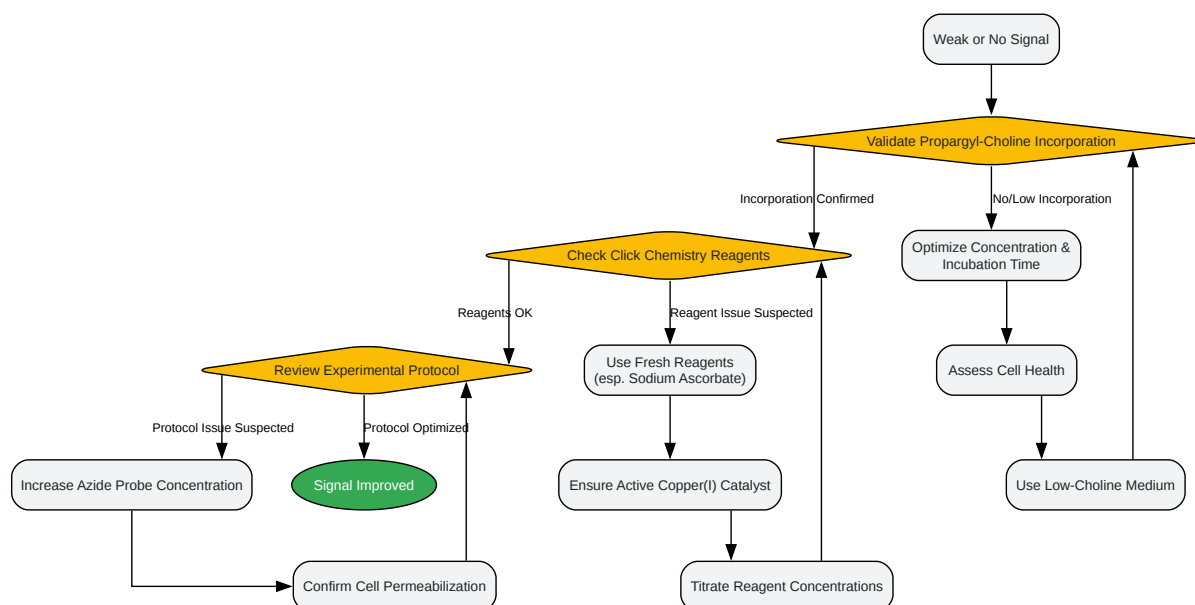 Weak or No Signal
Validate Propargyl-Choline Incorporation
Incorporation Confirmed
No/Low Incorporation
Check Click Chemistry Reagents
Optimize Concentration &
Incubation Time
Reagents OK
Reagent Issue Suspected
Review Experimental Protocol
Use Fresh Reagents
(esp. Sodium Ascorbate)
Assess Cell Health
Protocol Issue Suspected
Protocol Optimized
Increase Azide Probe Concentration
Signal Improved
Ensure Active Copper(I) Catalyst
Use Low-Choline Medium
Confirm Cell Permeabilization
Titrate Reagent Concentrations